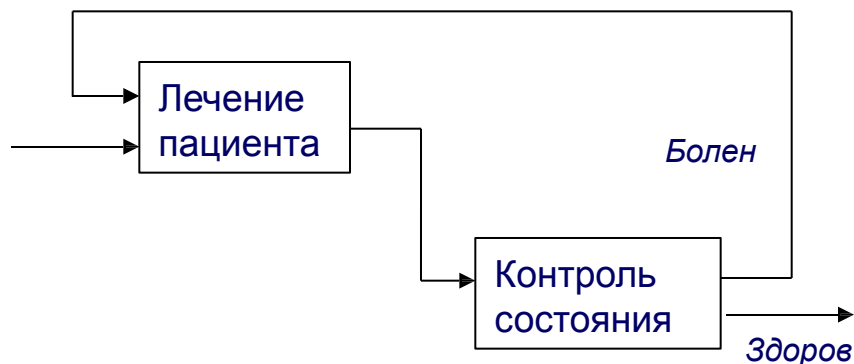 Лечение
пациента
Болен
Контроль
состояния
Здоров